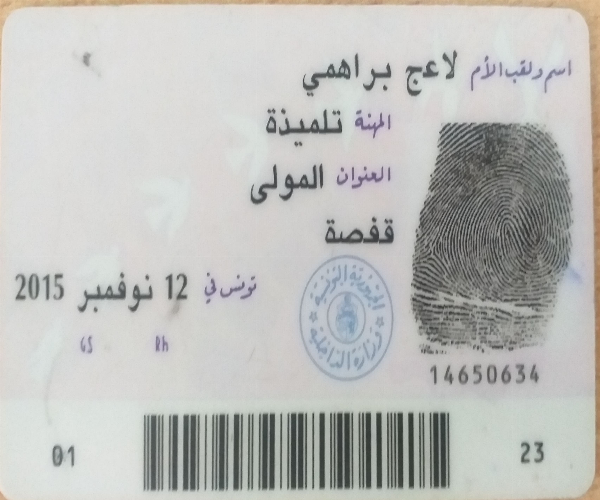 اسم ولقب الأم لاعج براهمي
المهنة تلميذة
العنوان المولى
قفصة
تونس في 12 نوفمبر 2015
GS Rh
الجمهورية التونسية
وزارة الداخلية
14650634
01 23